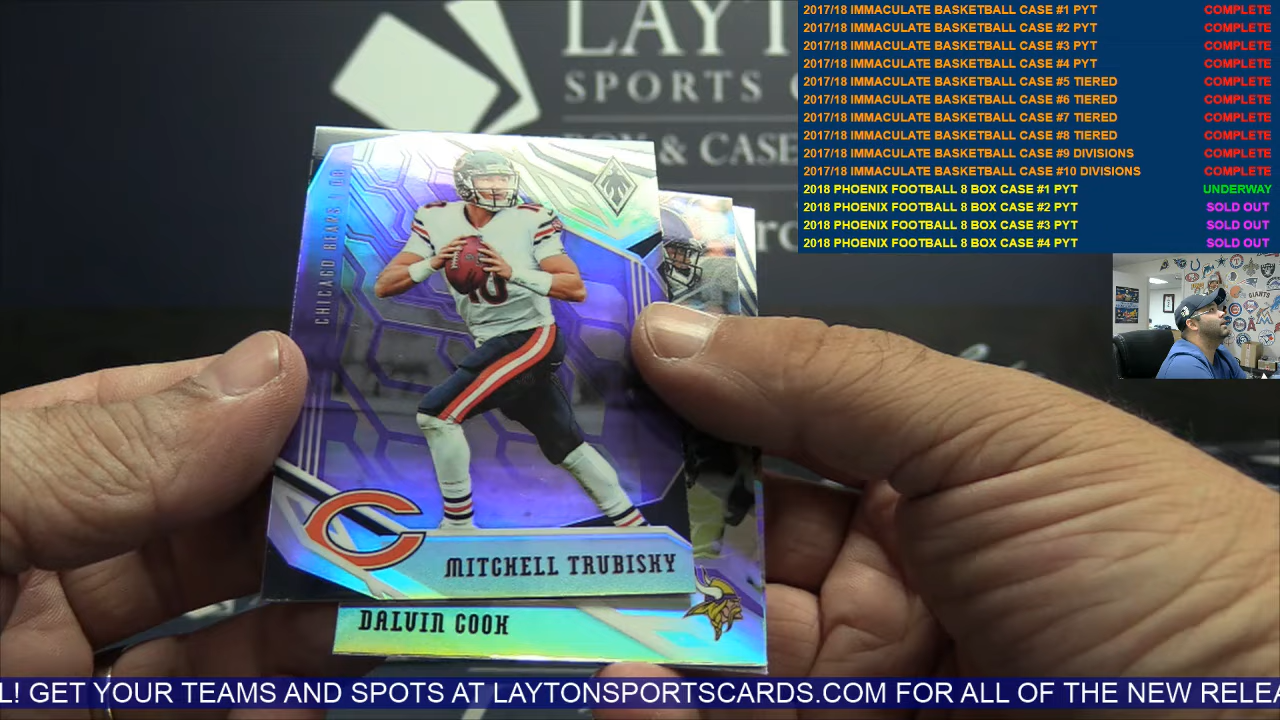 2017/18 IMMACULATE BASKETBALL CASE #1 PYT COMPLETE
2017/18 IMMACULATE BASKETBALL CASE #2 PYT COMPLETE
2017/18 IMMACULATE BASKETBALL CASE #3 PYT COMPLETE
2017/18 IMMACULATE BASKETBALL CASE #4 PYT COMPLETE
2017/18 IMMACULATE BASKETBALL CASE #5 TIERED COMPLETE
2017/18 IMMACULATE BASKETBALL CASE #6 TIERED COMPLETE
2017/18 IMMACULATE BASKETBALL CASE #7 TIERED COMPLETE
2017/18 IMMACULATE BASKETBALL CASE #8 TIERED COMPLETE
2017/18 IMMACULATE BASKETBALL CASE #9 DIVISIONS COMPLETE
2017/18 IMMACULATE BASKETBALL CASE #10 DIVISIONS COMPLETE
2018 PHOENIX FOOTBALL 8 BOX CASE #1 PYT UNDERWAY
2018 PHOENIX FOOTBALL 8 BOX CASE #2 PYT SOLD OUT
2018 PHOENIX FOOTBALL 8 BOX CASE #3 PYT SOLD OUT
2018 PHOENIX FOOTBALL 8 BOX CASE #4 PYT SOLD OUT
LAYT
SPORTS
& CASE
CHICAGO BEARS
10
MITCHELL TRUBISKY
DALVIN COOK
GIANTS
L! GET YOUR TEAMS AND SPOTS AT LAYTONSPORTSCARDS.COM FOR ALL OF THE NEW RELEA